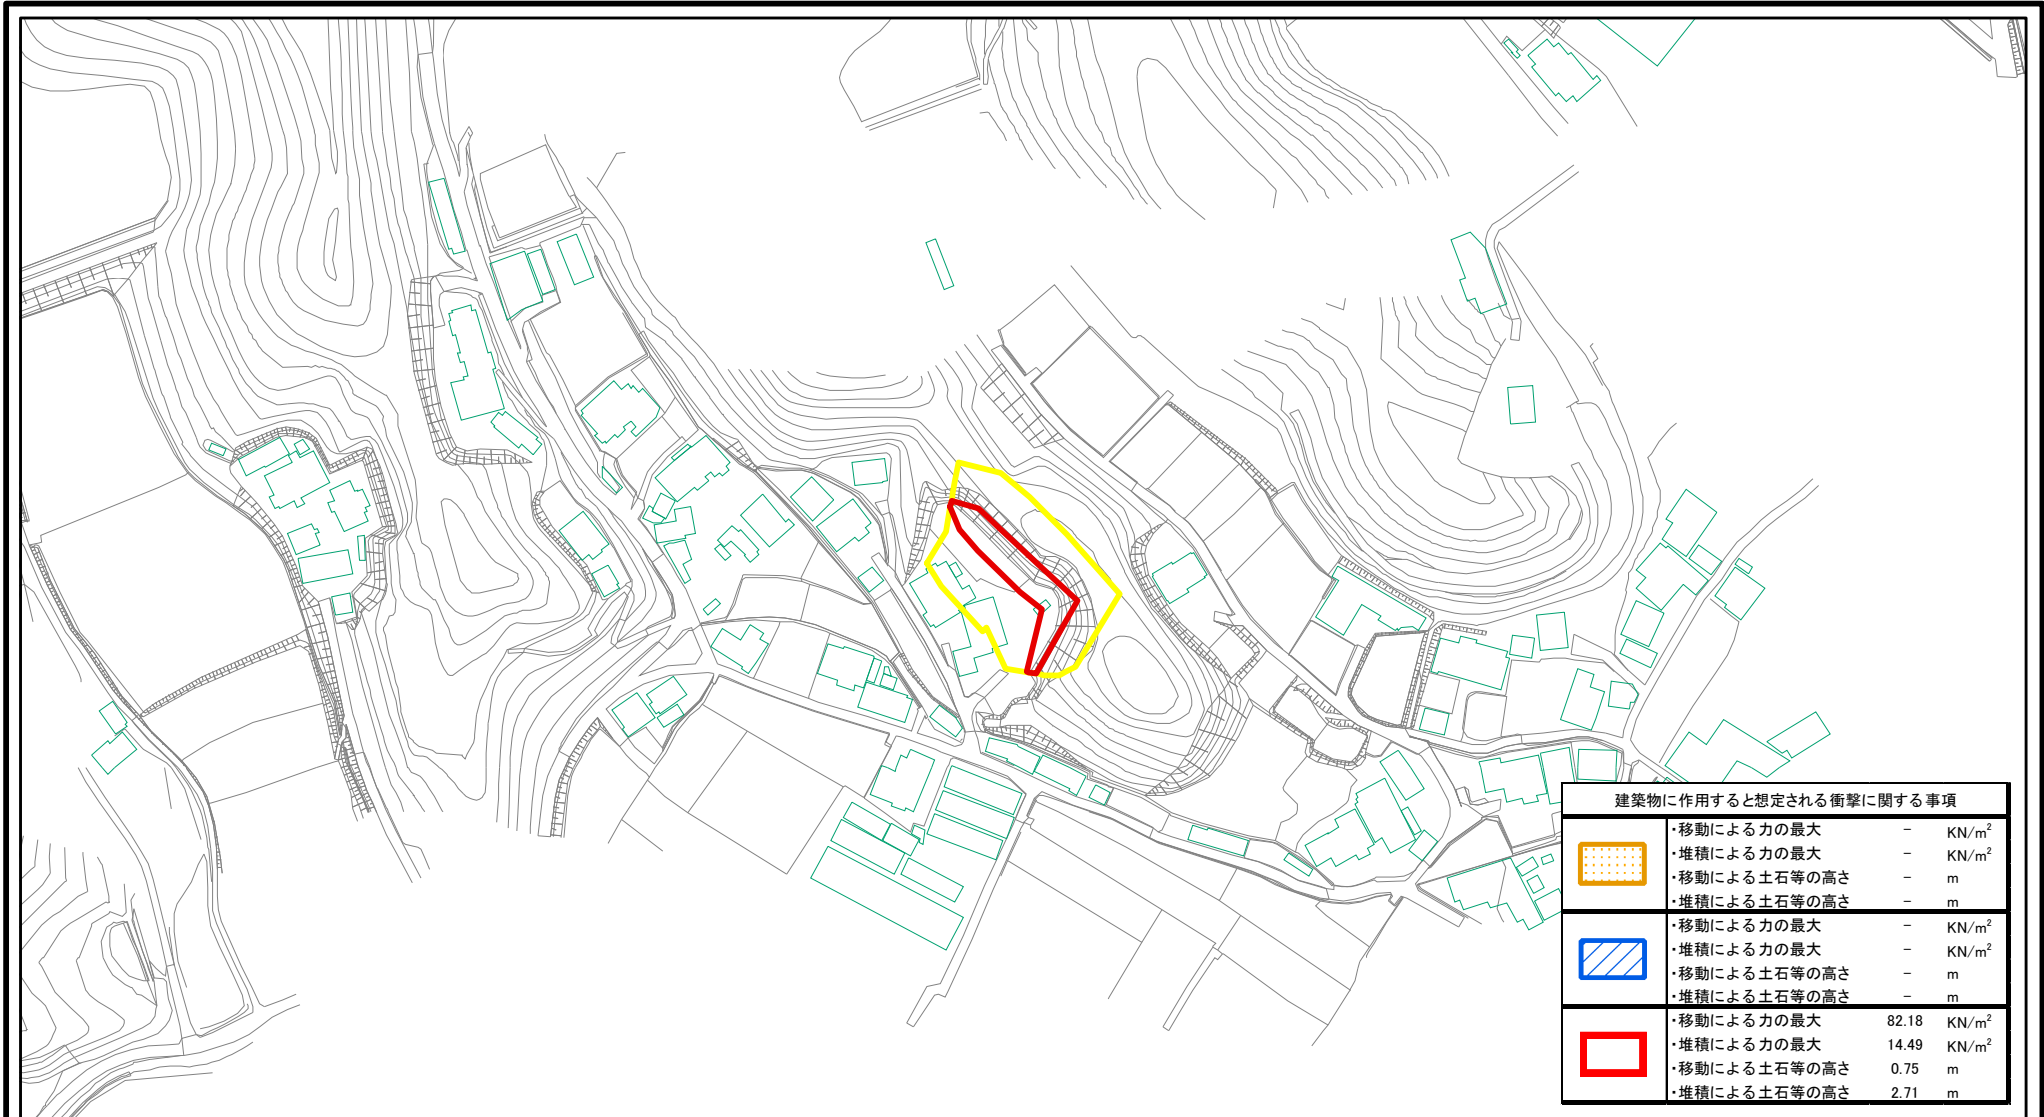 建築物に作用すると想定される衝撃に関する事項
・移動による力の最大 － KN/m²
・堆積による力の最大 － KN/m²
・移動による土石等の高さ － m
・堆積による土石等の高さ － m
・移動による力の最大 － KN/m²
・堆積による力の最大 － KN/m²
・移動による土石等の高さ － m
・堆積による土石等の高さ － m
・移動による力の最大 82.18 KN/m²
・堆積による力の最大 14.49 KN/m²
・移動による土石等の高さ 0.75 m
・堆積による土石等の高さ 2.71 m